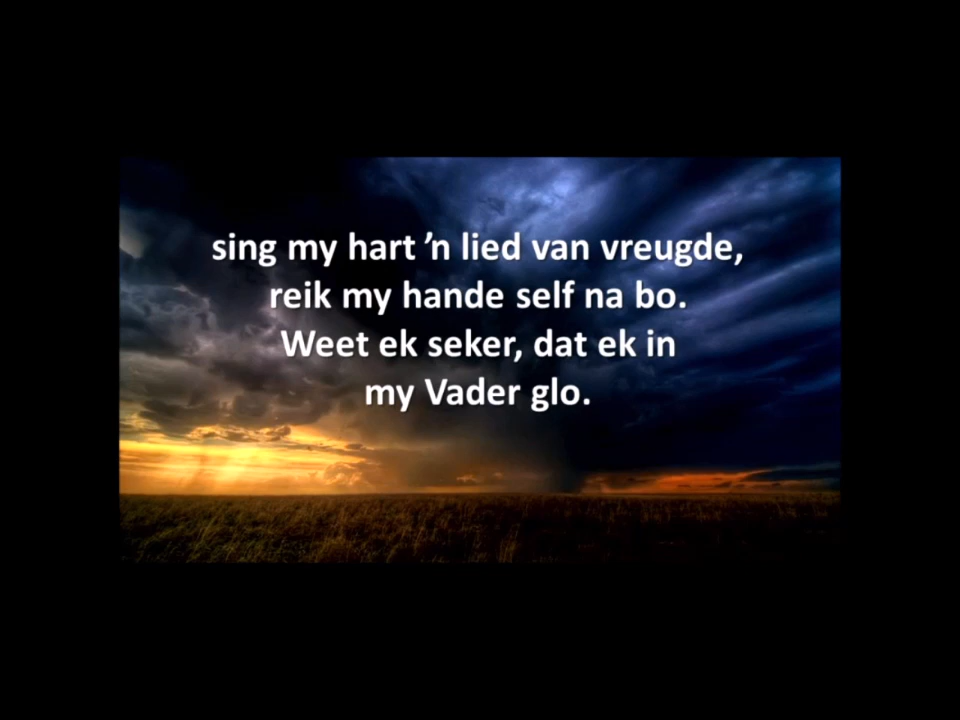 sing my hart ’n lied van vreugde,
reik my hande self na bo.
Weet ek seker, dat ek in
my Vader glo.